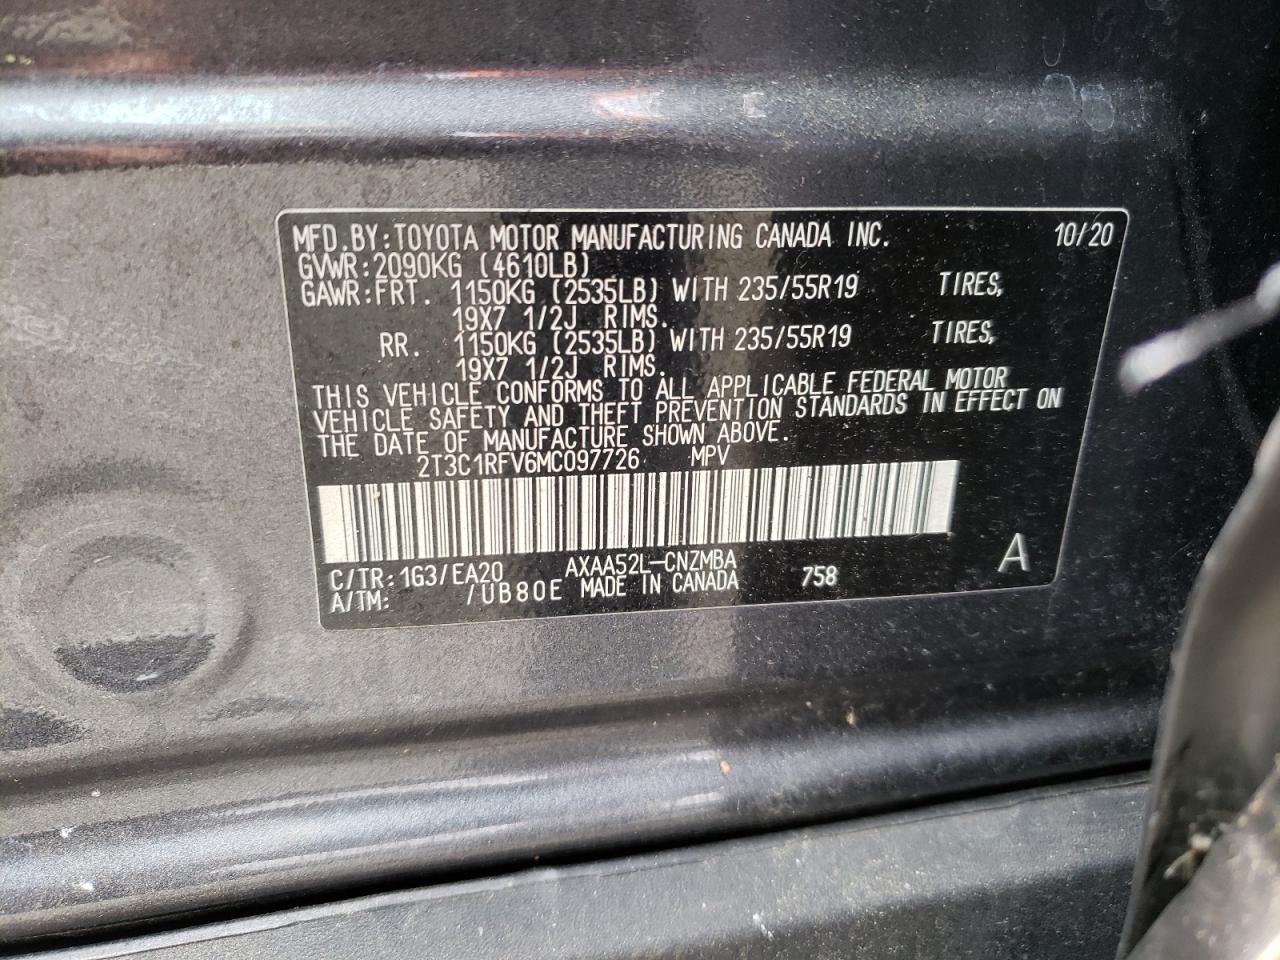 MFD.BY:TOYOTA MOTOR MANUFACTURING CANADA INC. 10/20
GVWR:2090KG (4610LB)
GAWR:FRT. 1150KG (2535LB) WITH 235/55R19 TIRES,
19X7 1/2J RIMS.
RR. 1150KG (2535LB) WITH 235/55R19 TIRES,
19X7 1/2J RIMS.
THIS VEHICLE CONFORMS TO ALL APPLICABLE FEDERAL MOTOR
VEHICLE SAFETY AND THEFT PREVENTION STANDARDS IN EFFECT ON
THE DATE OF MANUFACTURE SHOWN ABOVE.
2T3C1RFV6MC097726 MPV
C/TR:1G3/EA20 AXAA52L-CNZMBA
A/TM: /UB80E MADE IN CANADA 758 A